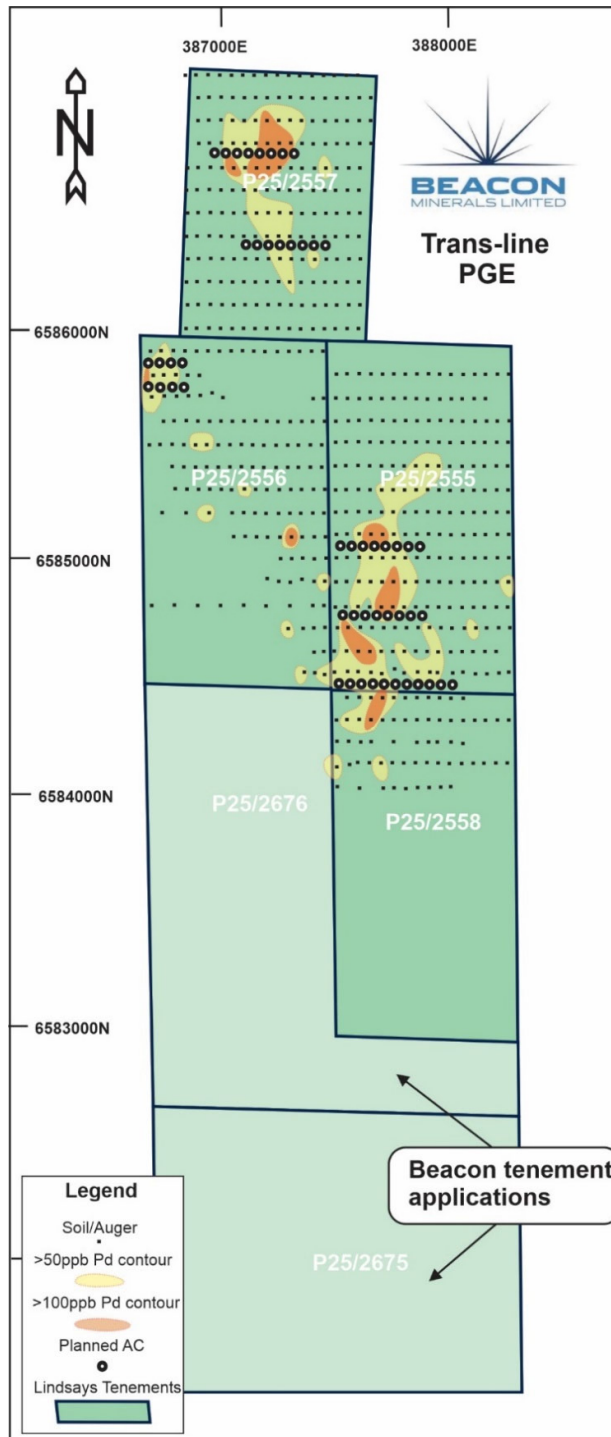 387000E
388000E
N
BEACON
MINERALS LIMITED
Trans-line
PGE
P25/2557
6586000N
P25/2556
P25/2555
6585000N
P25/2676
P25/2558
6584000N
6583000N
Beacon tenement
applications
P25/2675
Legend
Soil/Auger
>50ppb Pd contour
>100ppb Pd contour
Planned AC
Lindsays Tenements